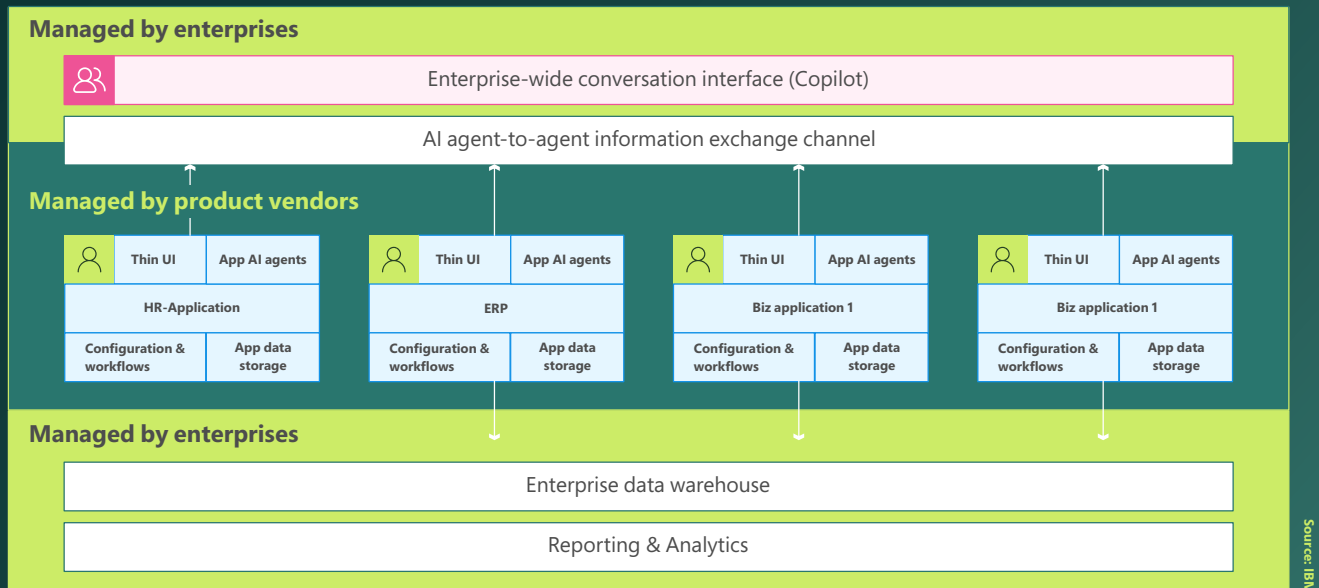 Managed by enterprises
Enterprise-wide conversation interface (Copilot)
AI agent-to-agent information exchange channel
Managed by product vendors
Thin UI
App AI agents
HR-Application
Configuration &
workflows
App data
storage
Thin UI
App AI agents
ERP
Configuration &
workflows
App data
storage
Thin UI
App AI agents
Biz application 1
Configuration &
workflows
App data
storage
Thin UI
App AI agents
Biz application 1
Configuration &
workflows
App data
storage
Managed by enterprises
Enterprise data warehouse
Reporting & Analytics
Source: IBM